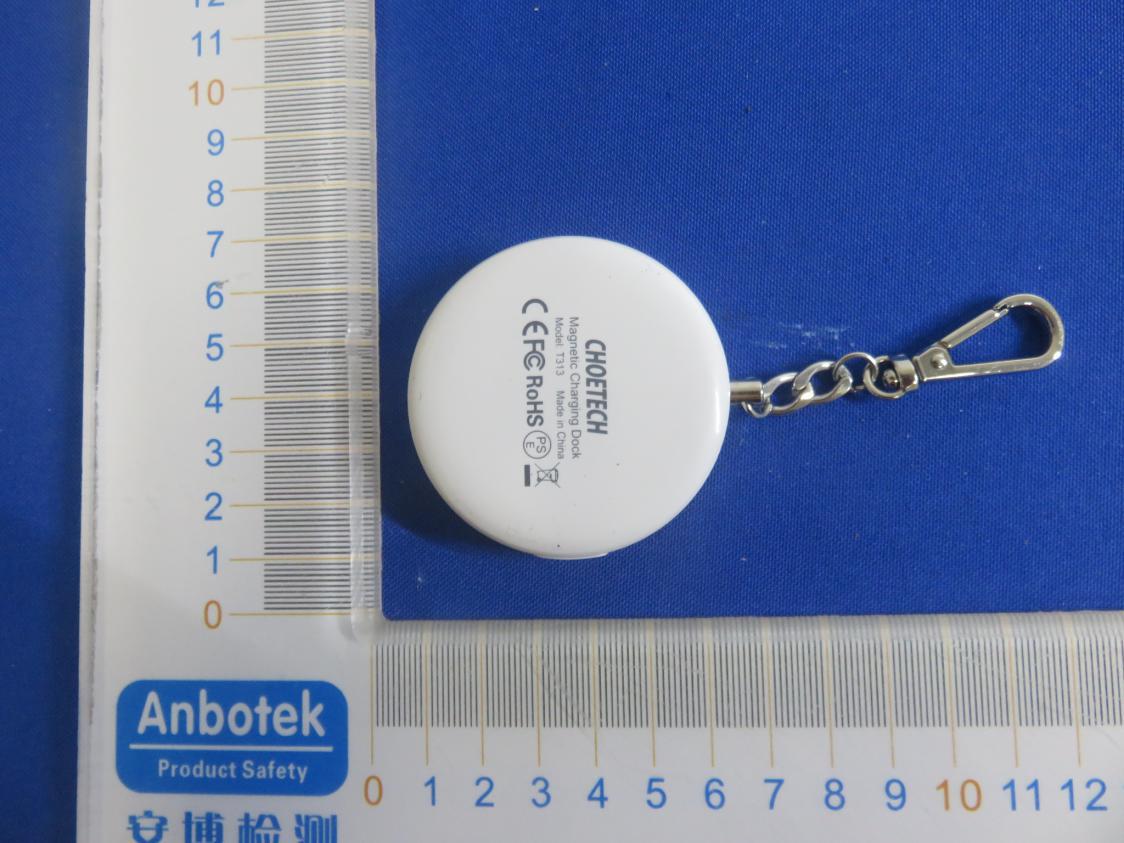 12
11
10
9
8
7
6
5
4
3
2
1
0
CHOETECH
Magnetic Charging Dock
Model: T313 Made in China
CE FC RoHS PSE
Anbotek
Product Safety
安博检测
0 1 2 3 4 5 6 7 8 9 10 11 12